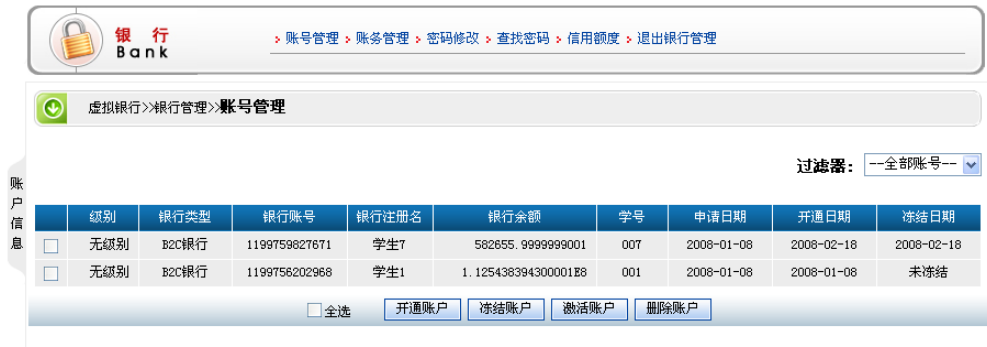 银 行
Bank
> 账号管理 > 账务管理 > 密码修改 > 查找密码 > 信用额度 > 退出银行管理
虚拟银行>>银行管理>>账号管理
过滤器： --全部账号--
账户信息
级别 银行类型 银行账号 银行注册名 银行余额 学号 申请日期 开通日期 冻结日期
无级别 B2C银行 1199759827671 学生7 582655.9999999001 007 2008-01-08 2008-02-18 2008-02-18
无级别 B2C银行 1199756202968 学生1 1.125438394300001E8 001 2008-01-08 2008-01-08 未冻结
全选 开通账户 冻结账户 激活账户 删除账户